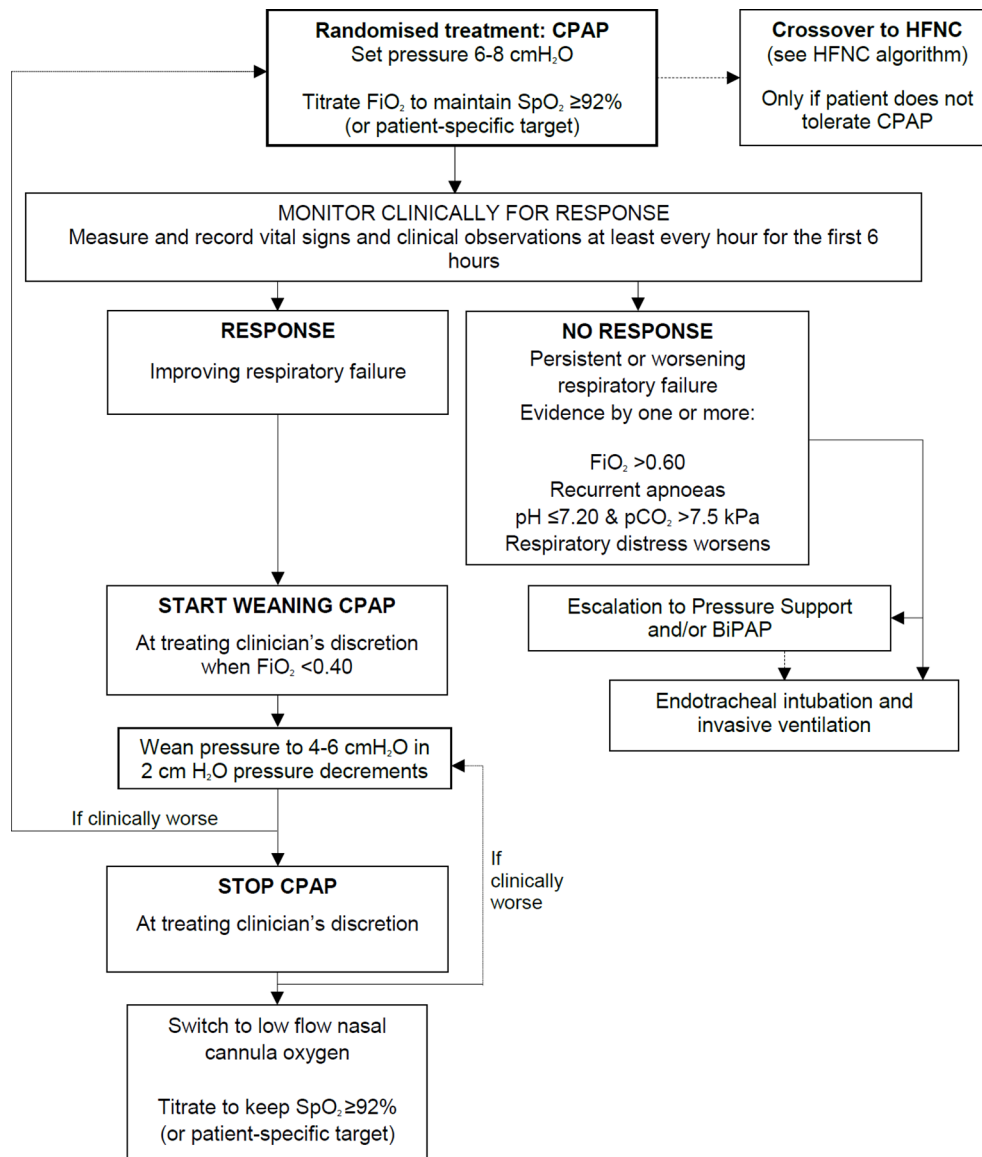 Randomised treatment: CPAP
Set pressure 6-8 cmH₂O
Titrate FiO₂ to maintain SpO₂ ≥92%
(or patient-specific target)
Crossover to HFNC
(see HFNC algorithm)
Only if patient does not
tolerate CPAP
MONITOR CLINICALLY FOR RESPONSE
Measure and record vital signs and clinical observations at least every hour for the first 6
hours
RESPONSE
Improving respiratory failure
NO RESPONSE
Persistent or worsening
respiratory failure
Evidence by one or more:
FiO₂ >0.60
Recurrent apnoeas
pH ≤7.20 & pCO₂ >7.5 kPa
Respiratory distress worsens
START WEANING CPAP
At treating clinician's discretion
when FiO₂ <0.40
Escalation to Pressure Support
and/or BiPAP
Endotracheal intubation and
invasive ventilation
Wean pressure to 4-6 cmH₂O in
2 cm H₂O pressure decrements
If clinically worse
If
clinically
worse
STOP CPAP
At treating clinician's discretion
Switch to low flow nasal
cannula oxygen
Titrate to keep SpO₂ ≥92%
(or patient-specific target)